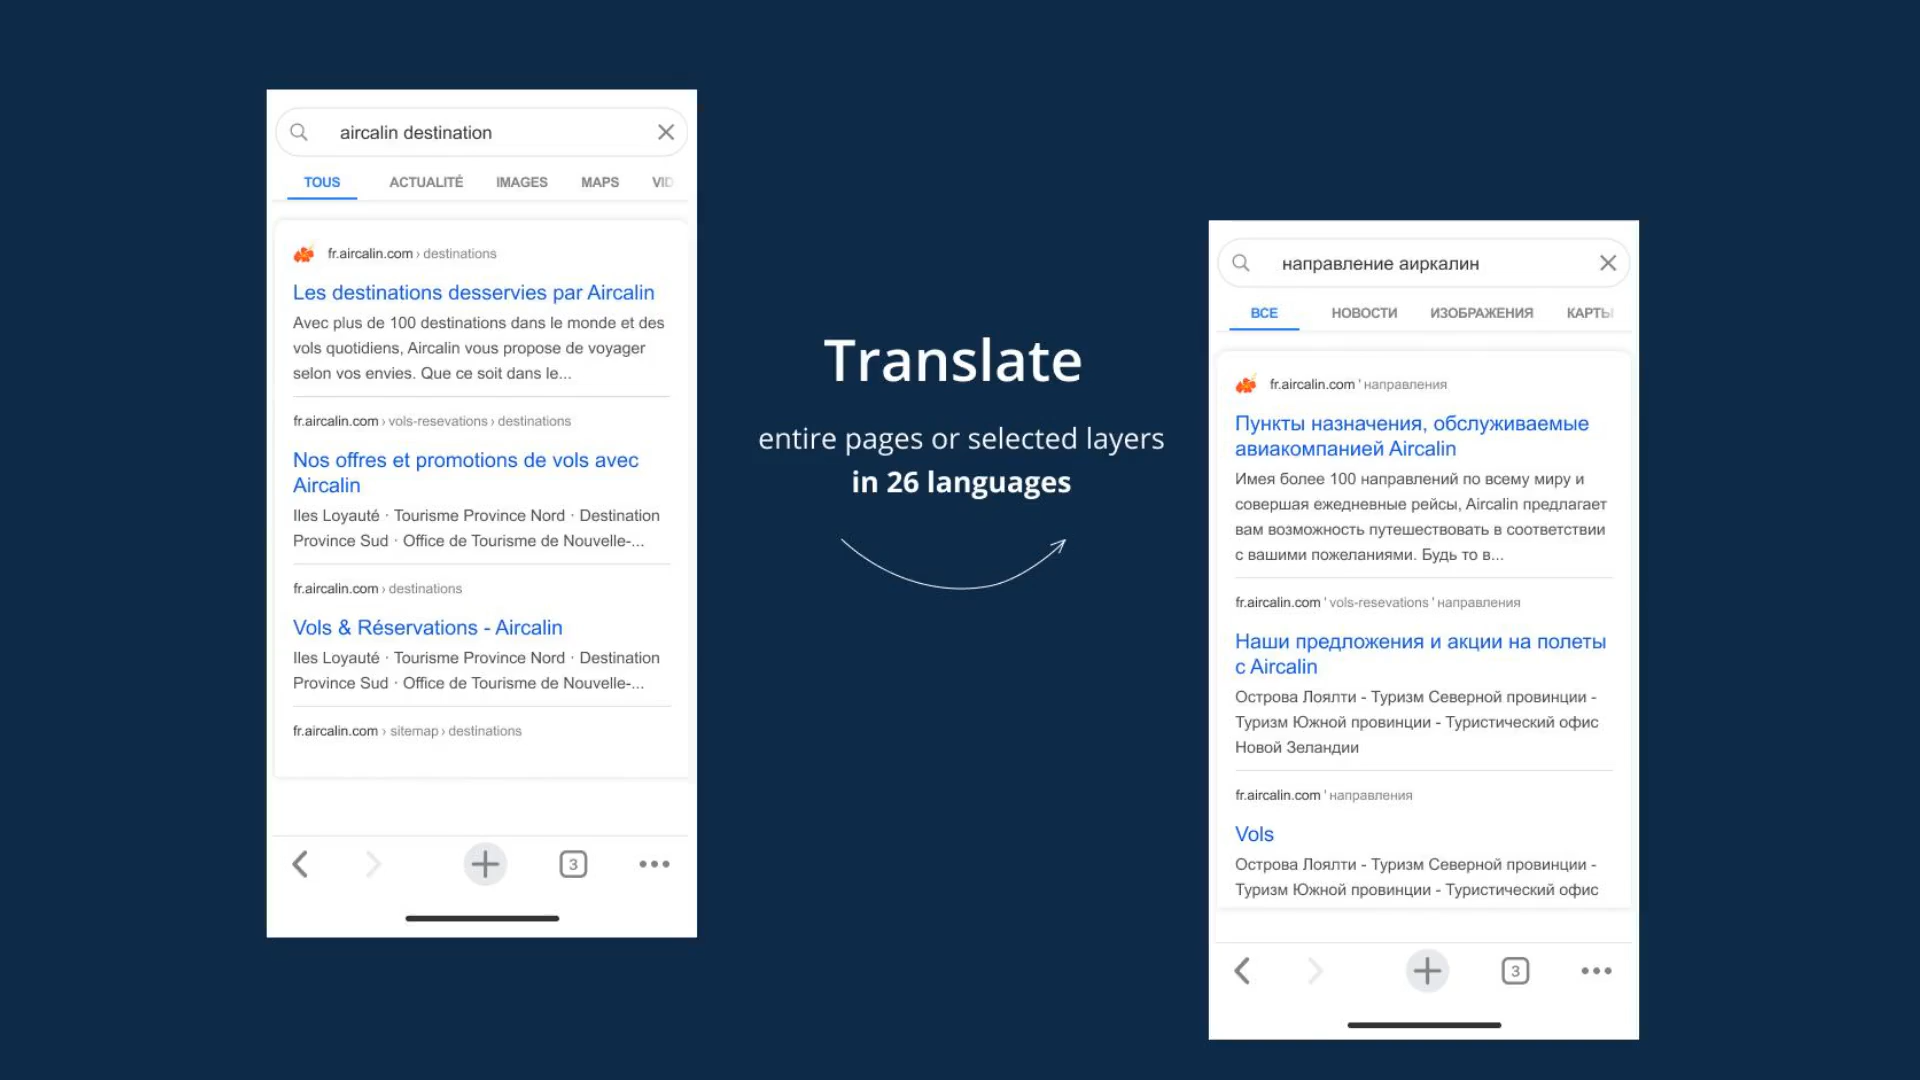 aircalin destination
TOUS ACTUALITÉ IMAGES MAPS VID
fr.aircalin.com › destinations
Les destinations desservies par Aircalin
Avec plus de 100 destinations dans le monde et des
vols quotidiens, Aircalin vous propose de voyager
selon vos envies. Que ce soit dans le...
fr.aircalin.com › vols-resevations › destinations
Nos offres et promotions de vols avec
Aircalin
Iles Loyauté · Tourisme Province Nord · Destination
Province Sud · Office de Tourisme de Nouvelle-...
fr.aircalin.com › destinations
Vols & Réservations - Aircalin
Iles Loyauté · Tourisme Province Nord · Destination
Province Sud · Office de Tourisme de Nouvelle-...
fr.aircalin.com › sitemap › destinations
3
Translate
entire pages or selected layers
in 26 languages
направление аиркалин
ВСЕ НОВОСТИ ИЗОБРАЖЕНИЯ КАРТЫ
fr.aircalin.com ' направления
Пункты назначения, обслуживаемые
авиакомпанией Aircalin
Имея более 100 направлений по всему миру и
совершая ежедневные рейсы, Aircalin предлагает
вам возможность путешествовать в соответствии
с вашими пожеланиями. Будь то в...
fr.aircalin.com ' vols-resevations ' направления
Наши предложения и акции на полеты
с Aircalin
Острова Лоялти - Туризм Северной провинции -
Туризм Южной провинции - Туристический офис
Новой Зеландии
fr.aircalin.com ' направления
Vols
Острова Лоялти - Туризм Северной провинции -
Туризм Южной провинции - Туристический офис
3